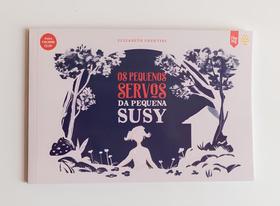 ELIZABETH PRENTISS
OS PEQUENOS
SERVOS
DA PEQUENA
SUSY